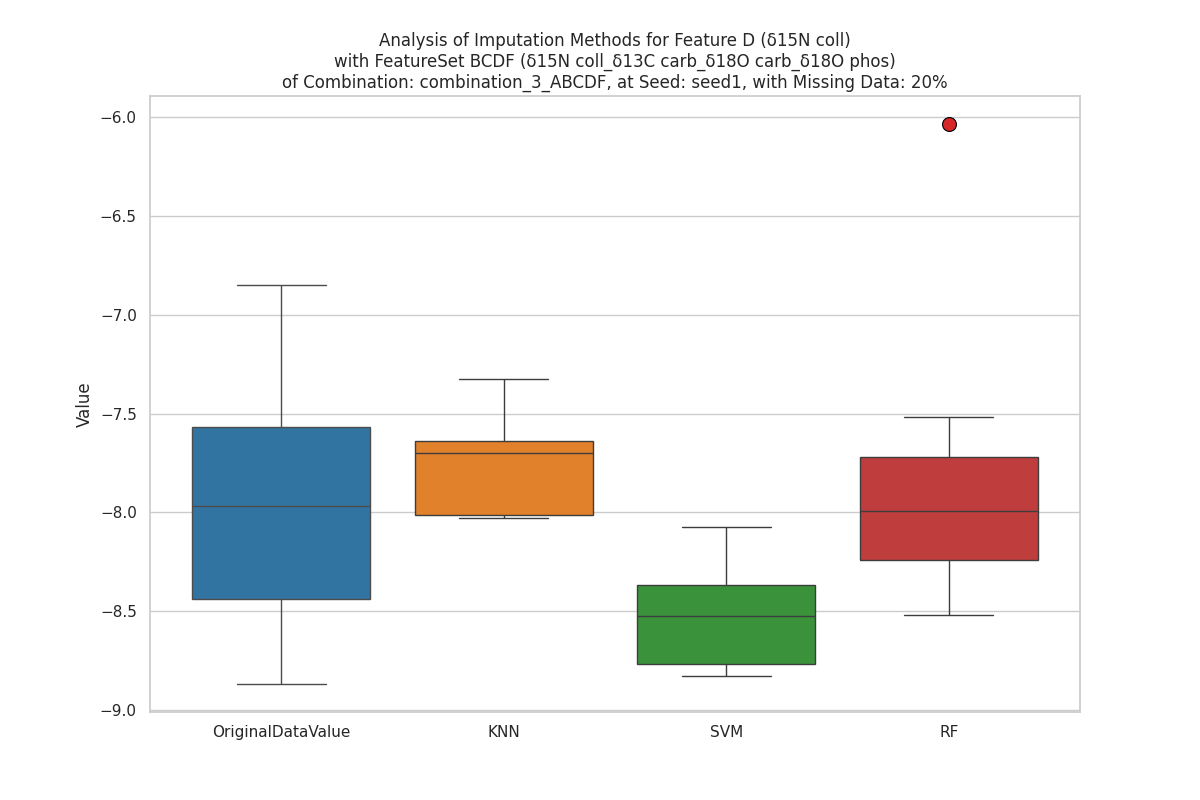 Analysis of Imputation Methods for Feature D (δ15N coll)
with FeatureSet BCDF (δ15N coll_δ13C carb_δ18O carb_δ18O phos)
of Combination: combination_3_ABCDF, at Seed: seed1, with Missing Data: 20%
−6.0
−6.5
−7.0
−7.5
−8.0
−8.5
−9.0
Value
OriginalDataValue
KNN
SVM
RF